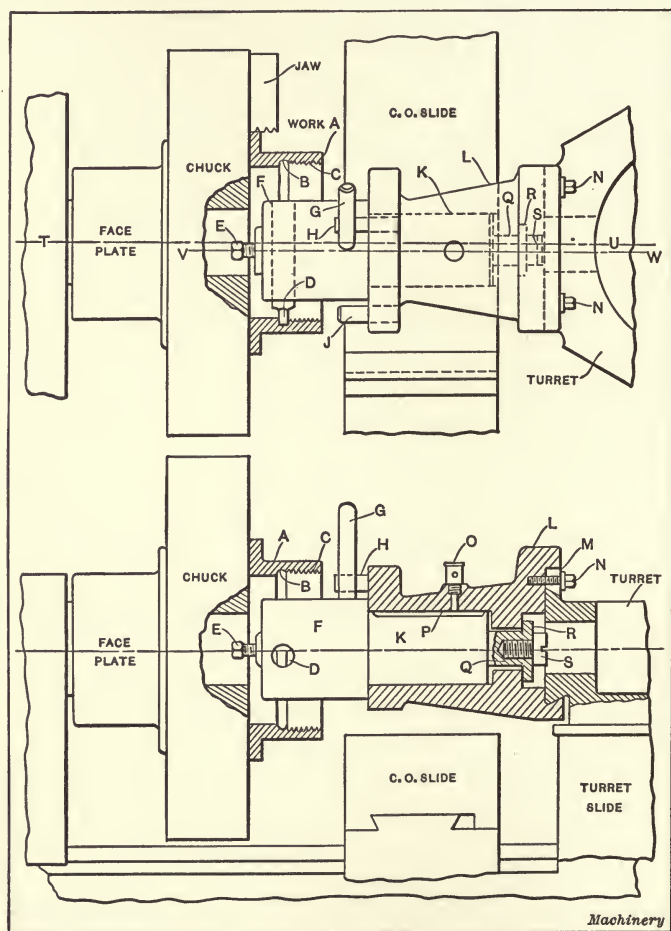 JAW
C. O. SLIDE
WORK A
L
CHUCK
F
B
C
K
N
G
Q
R
S
E
H
T
FACE
PLATE
V
U
W
D
N
J
TURRET
G
L
O
M
A
C
H
N
CHUCK
B
TURRET
P
E
F
K
R
FACE
PLATE
Q
S
D
C. O. SLIDE
TURRET
SLIDE
Machinery